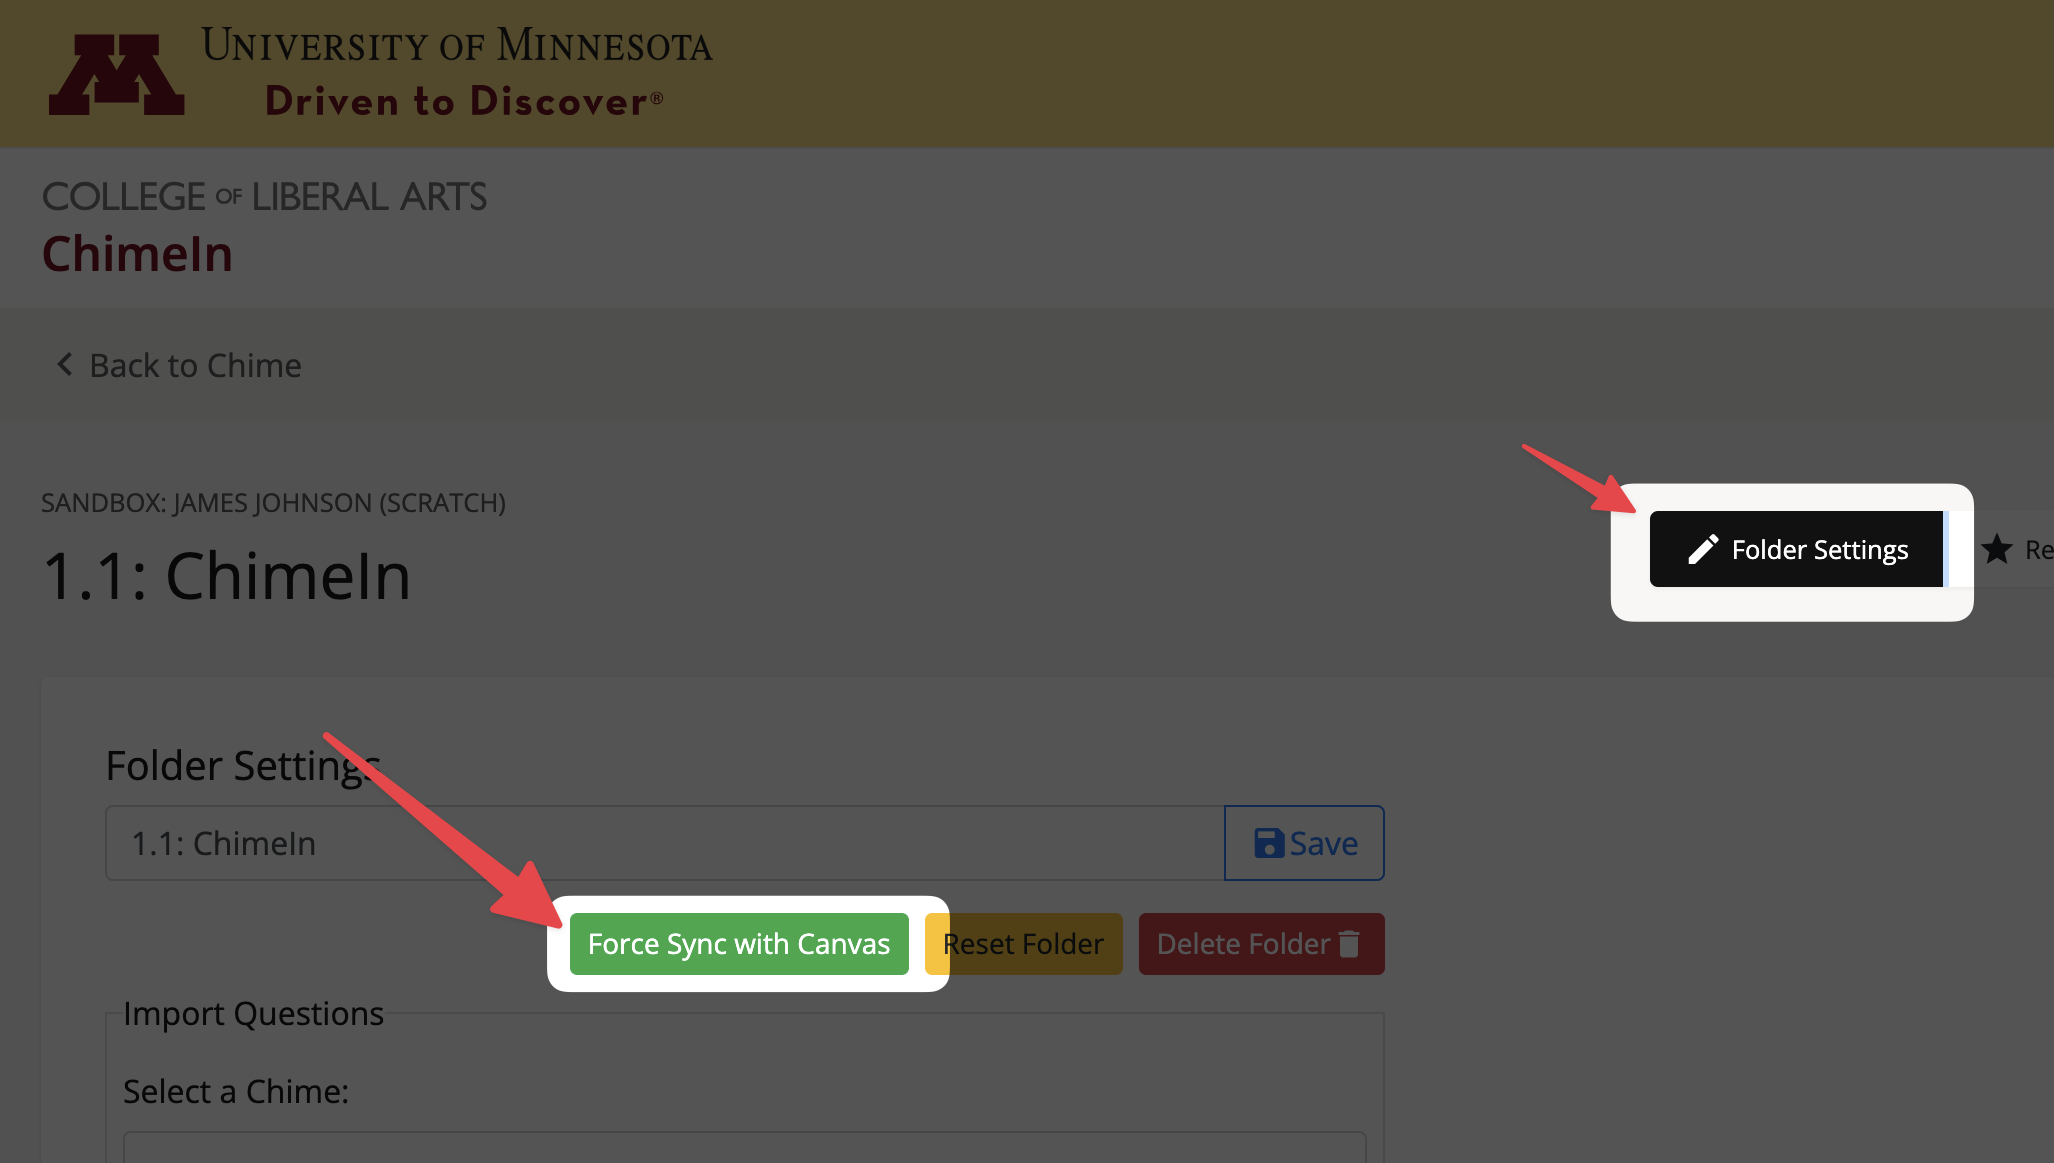 UNIVERSITY OF MINNESOTA
Driven to Discover®
COLLEGE OF LIBERAL ARTS
ChimeIn
Back to Chime
SANDBOX: JAMES JOHNSON (SCRATCH)
1.1: ChimeIn
Folder Settings
Re
Folder Settings
1.1: ChimeIn
Save
Force Sync with Canvas
Reset Folder
Delete Folder
Import Questions
Select a Chime: